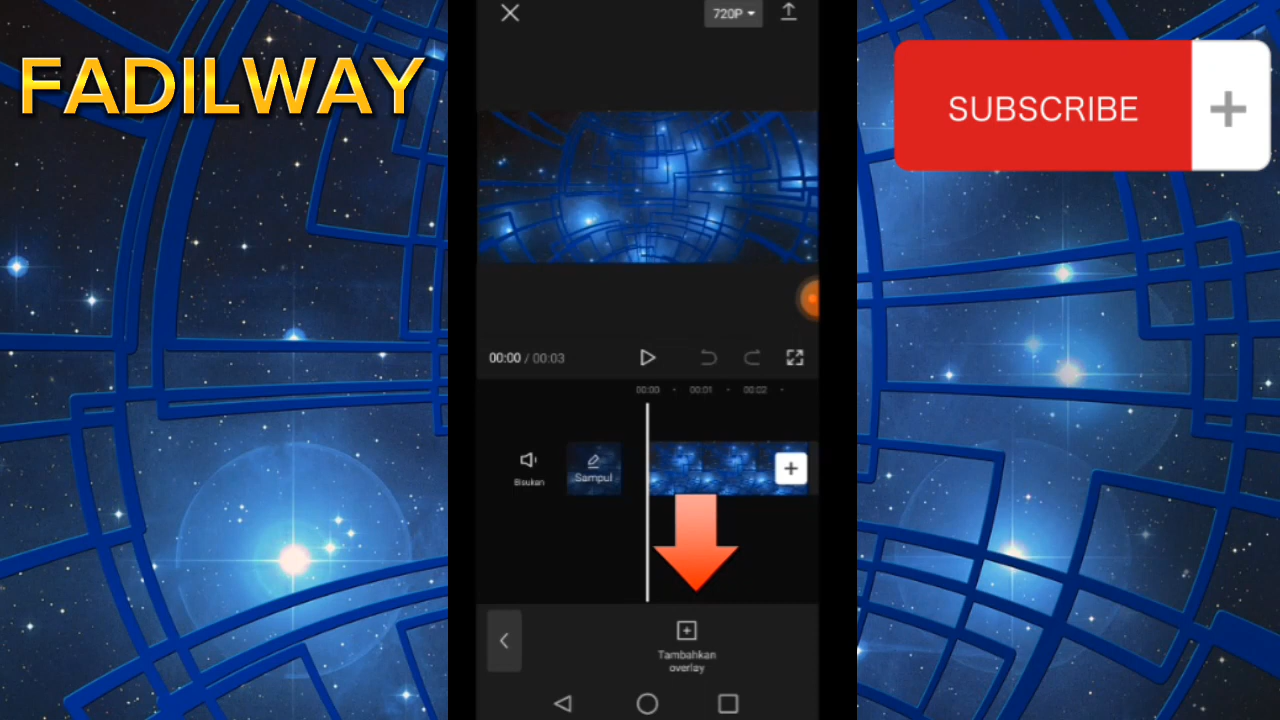 FADILWAY
720P
SUBSCRIBE
00:00 / 00:03
00:00
00:01
00:02
Bisukan
Sampul
Tambahkan
overlay